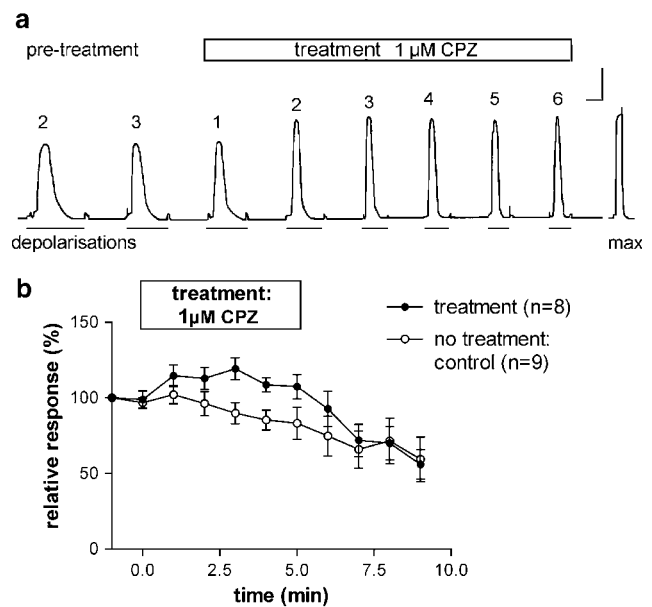 a
pre-treatment
treatment 1 µM CPZ
2 3 1 2 3 4 5 6
depolarisations
max
b
treatment:
1µM CPZ
treatment (n=8)
no treatment:
control (n=9)
relative response (%)
150
100
50
0
0.0 2.5 5.0 7.5 10.0
time (min)